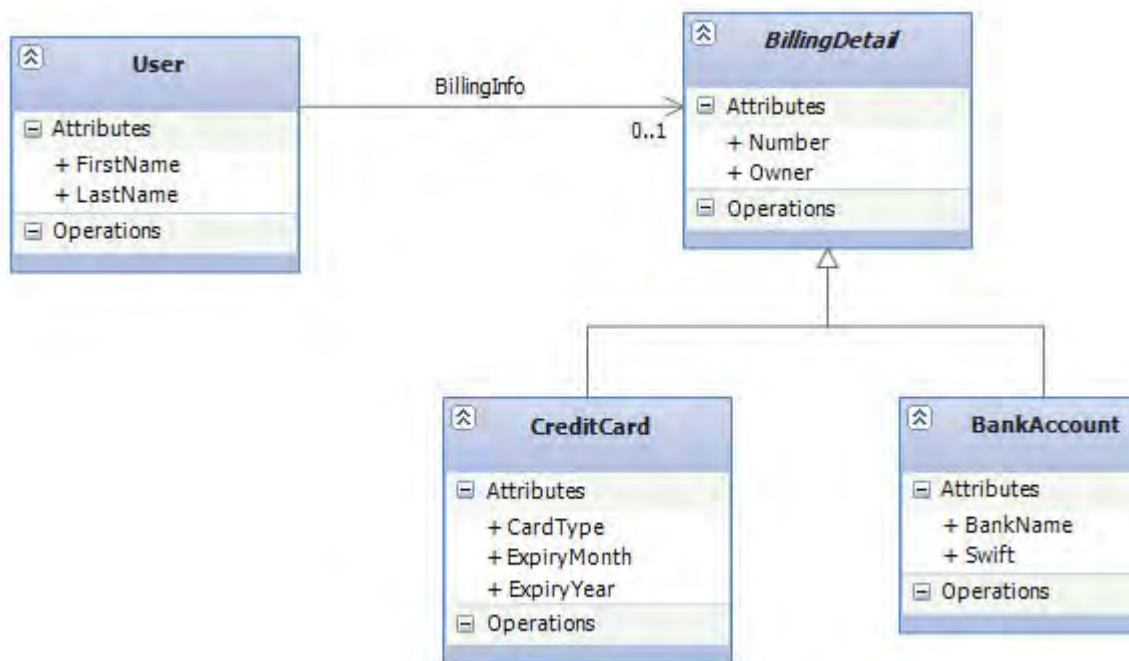 User
Attributes
+ FirstName
+ LastName
Operations
BillingInfo
0..1
BillingDetail
Attributes
+ Number
+ Owner
Operations
CreditCard
Attributes
+ CardType
+ ExpiryMonth
+ ExpiryYear
Operations
BankAccount
Attributes
+ BankName
+ Swift
Operations